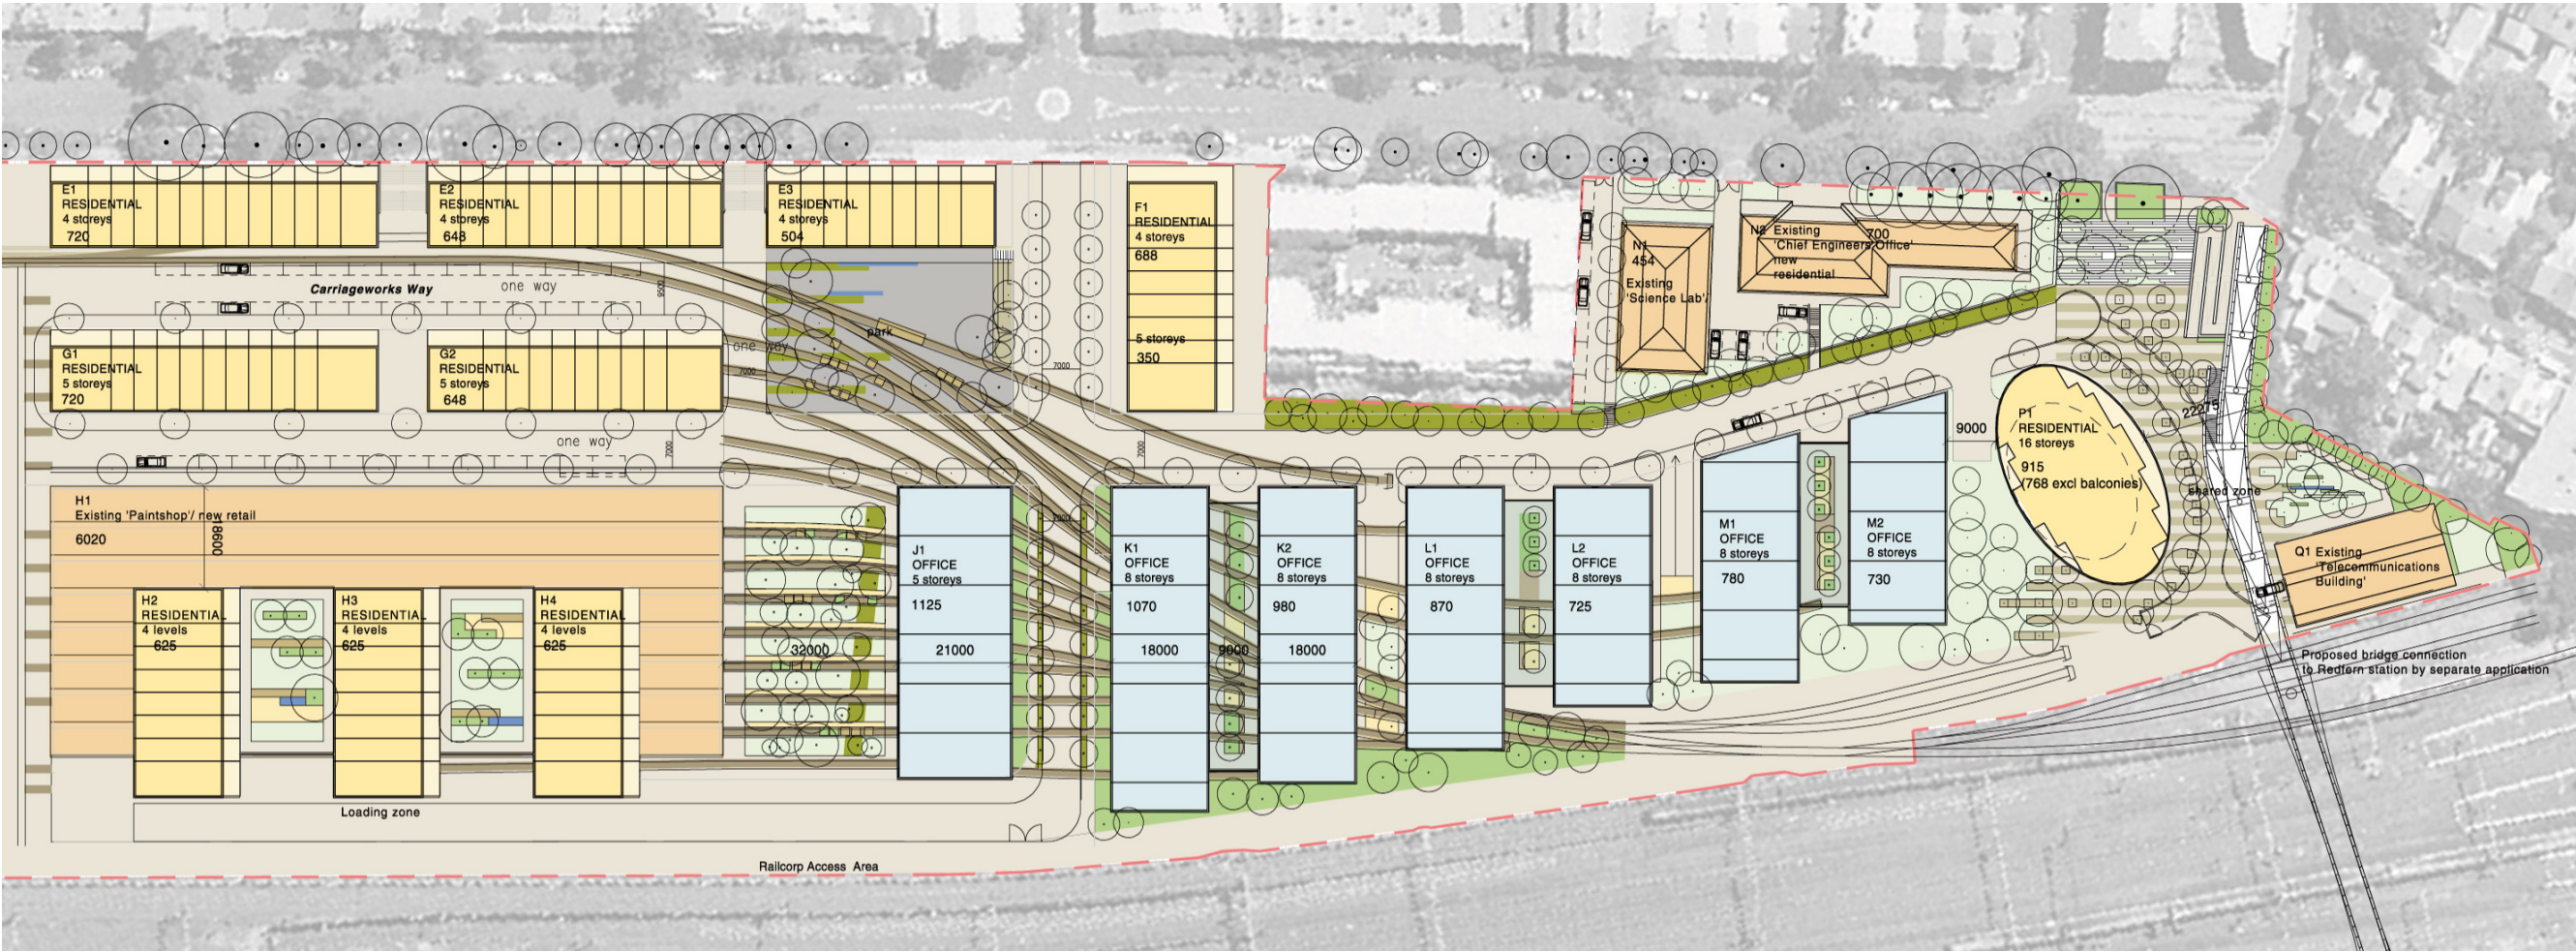 E1
RESIDENTIAL
4 storeys
720
E2
RESIDENTIAL
4 storeys
648
E3
RESIDENTIAL
4 storeys
504
F1
RESIDENTIAL
4 storeys
688
5 storeys
350
N1
454
Existing
'Science Lab'
N2 Existing
'Chief Engineers Office'
new
residential
700
Carriageworks Way
one way
G1
RESIDENTIAL
5 storeys
720
G2
RESIDENTIAL
5 storeys
648
one way
7000
park
7000
one way
7000
7000
H1
Existing 'Paintshop'/ new retail
6020
18600
H2
RESIDENTIAL
4 levels
625
H3
RESIDENTIAL
4 levels
625
H4
RESIDENTIAL
4 levels
625
32000
J1
OFFICE
5 storeys
1125
21000
K1
OFFICE
8 storeys
1070
18000
9000
K2
OFFICE
8 storeys
980
18000
L1
OFFICE
8 storeys
870
L2
OFFICE
8 storeys
725
M1
OFFICE
8 storeys
780
M2
OFFICE
8 storeys
730
9000
P1
RESIDENTIAL
16 storeys
915
(768 excl balconies)
22275
shared zone
Q1 Existing
'Telecommunications
Building'
Proposed bridge connection
to Redfern station by separate application
Loading zone
Railcorp Access Area